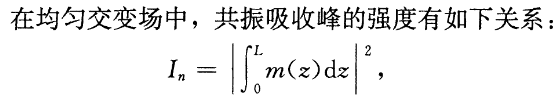 在均匀交变场中，共振吸收峰的强度有如下关系：
I_n = |∫_0^L m(z)dz|^2，